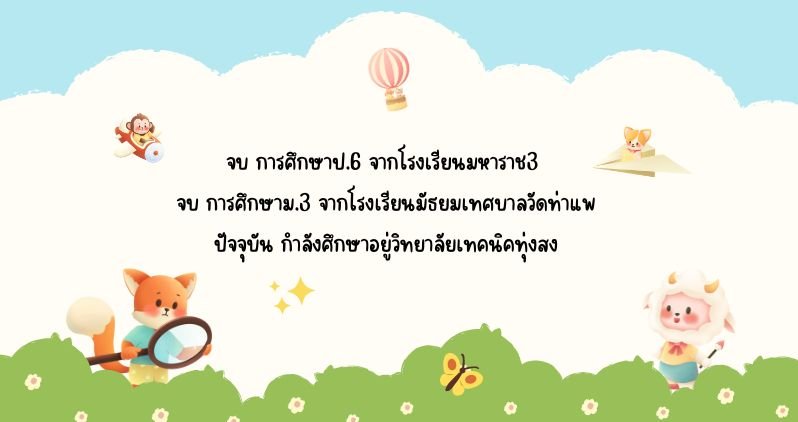 จบ การศึกษาป.6 จากโรงเรียนมหาราช3
จบ การศึกษาม.3 จากโรงเรียนมัธยมเทศบาลวัดท่าแพ
ปัจจุบัน กำลังศึกษาอยู่วิทยาลัยเทคนิคทุ่งสง